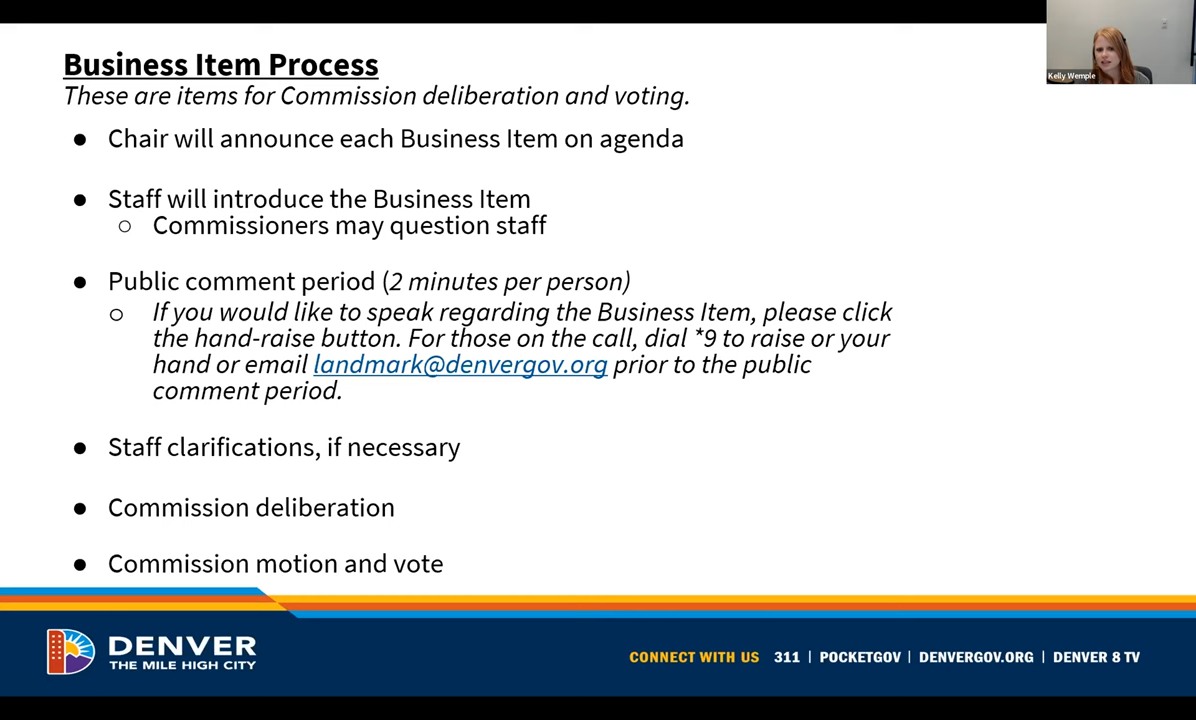 Business Item Process
These are items for Commission deliberation and voting.
● Chair will announce each Business Item on agenda
● Staff will introduce the Business Item
○ Commissioners may question staff
● Public comment period (2 minutes per person)
○ If you would like to speak regarding the Business Item, please click
the hand-raise button. For those on the call, dial *9 to raise or your
hand or email landmark@denvergov.org prior to the public
comment period.
● Staff clarifications, if necessary
● Commission deliberation
● Commission motion and vote
Kelly Wemple
DENVER
THE MILE HIGH CITY
CONNECT WITH US 311 | POCKETGOV | DENVERGOV.ORG | DENVER 8 TV